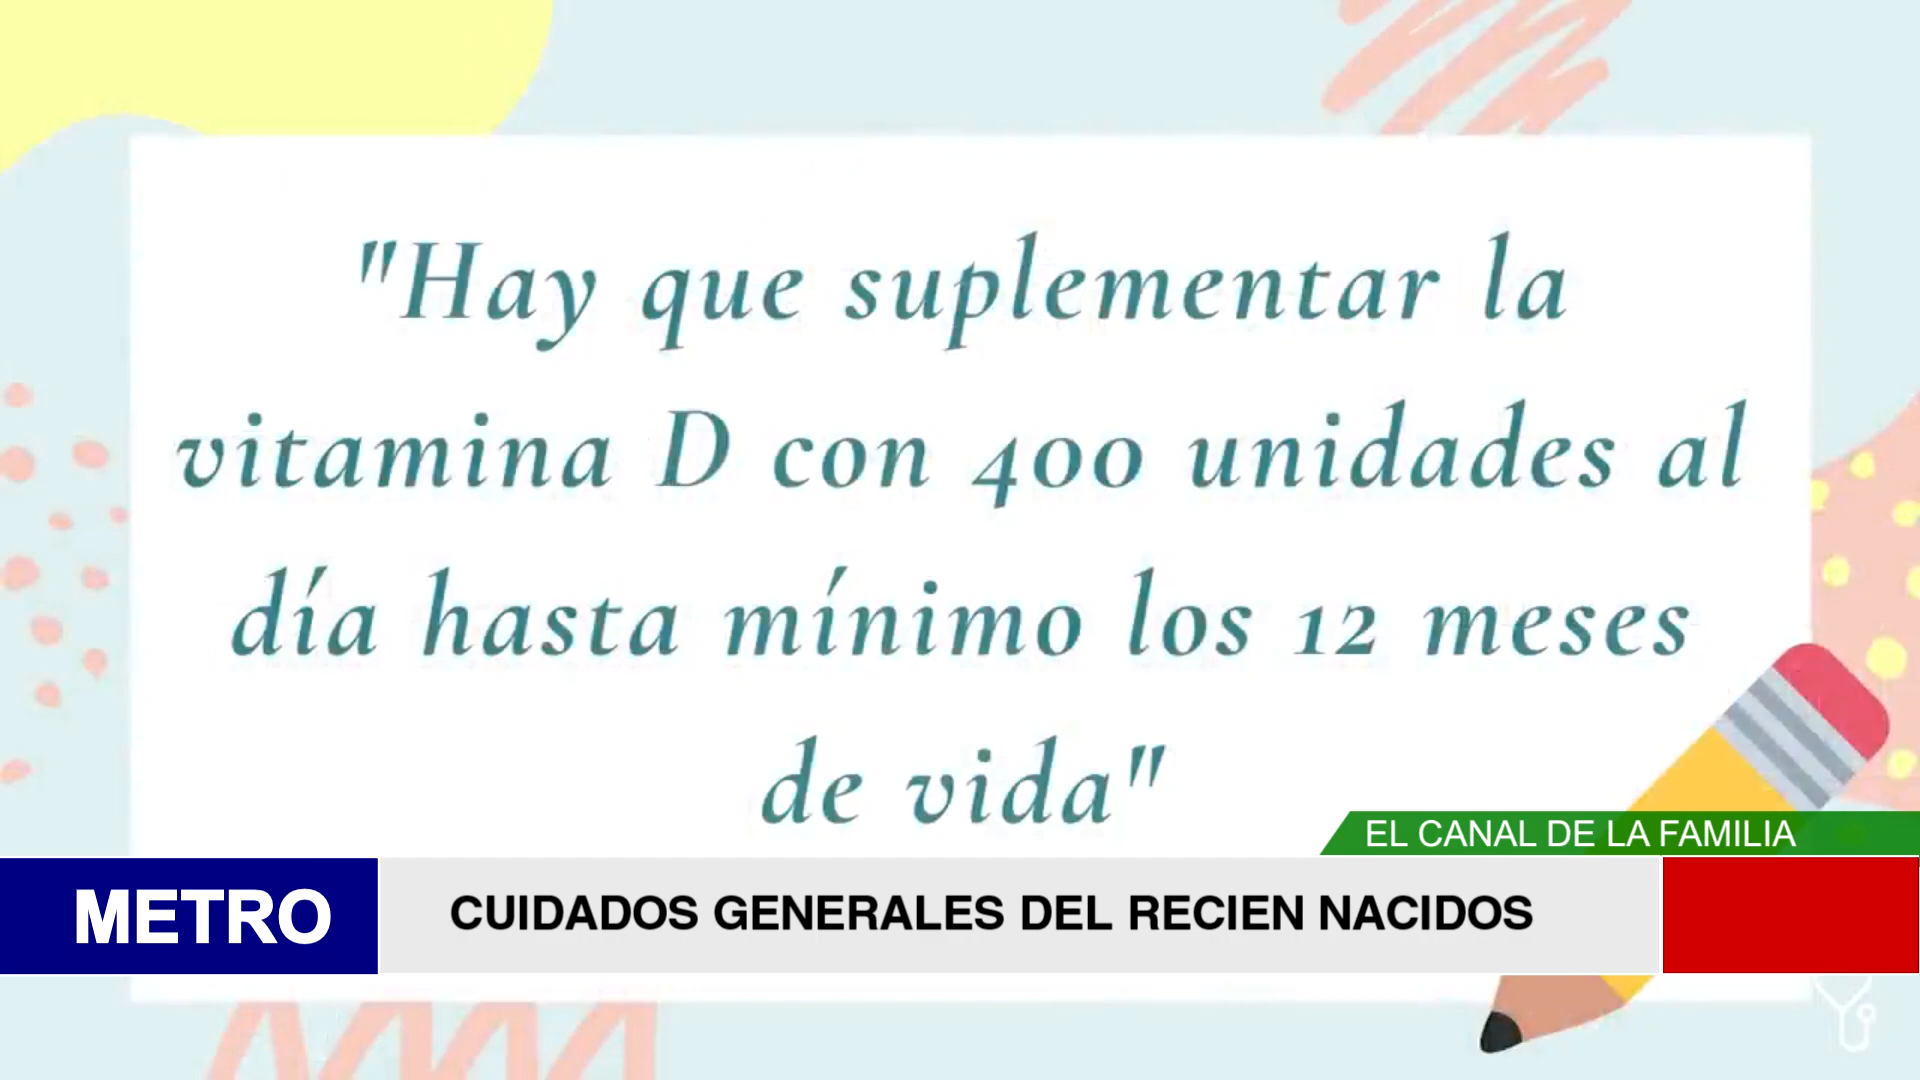 "Hay que suplementar la
vitamina D con 400 unidades al
día hasta mínimo los 12 meses
de vida"
EL CANAL DE LA FAMILIA
METRO
CUIDADOS GENERALES DEL RECIEN NACIDOS